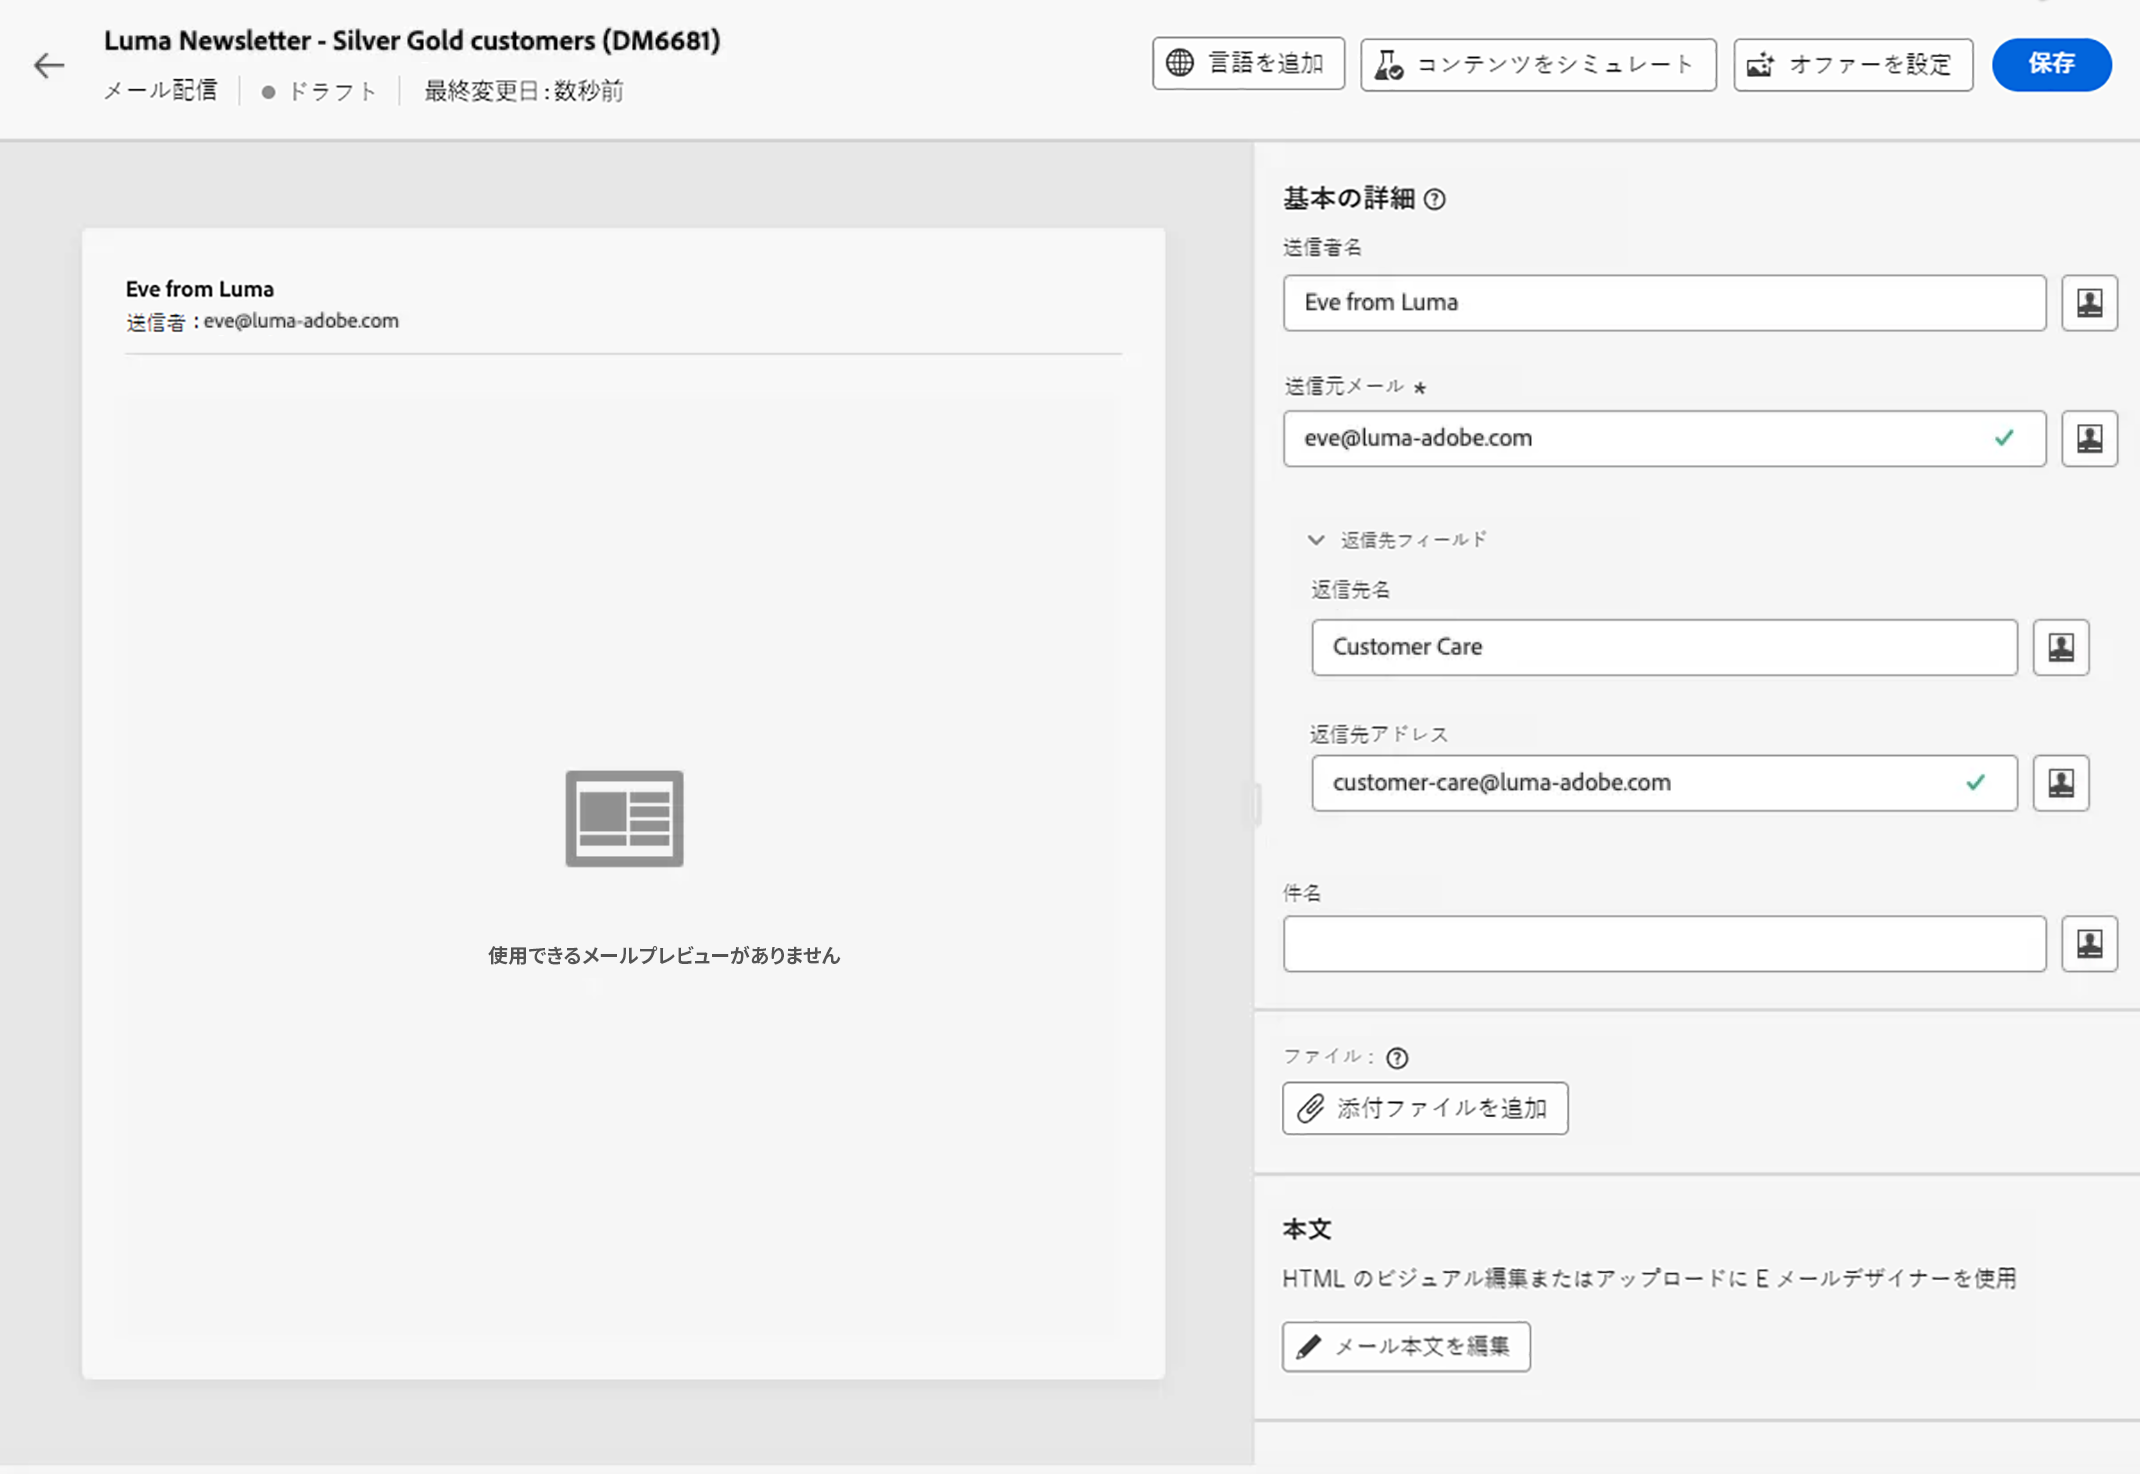 Luma Newsletter - Silver Gold customers (DM6681)
メール配信
ドラフト
最終変更日:数秒前
言語を追加
コンテンツをシミュレート
オファーを設定
保存
Eve from Luma
送信者 : eve@luma-adobe.com
使用できるメールプレビューがありません
基本の詳細
送信者名
Eve from Luma
送信元メール *
eve@luma-adobe.com
返信先フィールド
返信先名
Customer Care
返信先アドレス
customer-care@luma-adobe.com
件名
ファイル :
添付ファイルを追加
本文
HTML のビジュアル編集またはアップロードに E メールデザイナーを使用
メール本文を編集